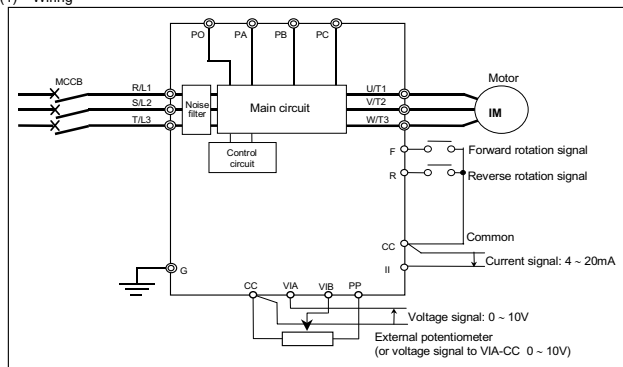 (1) Wiring
PO PA PB PC
MCCB
R/L1
S/L2
T/L3
Noise
filter
Main circuit
Control
circuit
U/T1
V/T2
W/T3
Motor
IM
F
Forward rotation signal
R
Reverse rotation signal
Common
CC
Current signal: 4 ~ 20mA
II
G
CC VIA VIB PP
Voltage signal: 0 ~ 10V
External potentiometer
(or voltage signal to VIA-CC 0 ~ 10V)